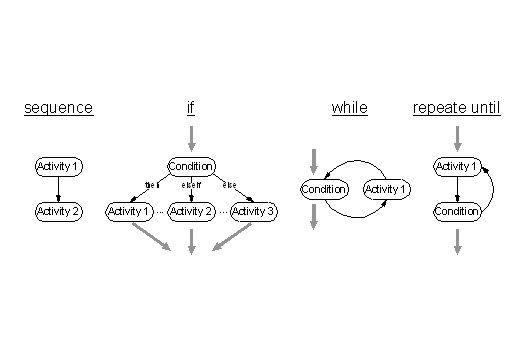 sequence
if
while
repeate until
Activity 1
Activity 2
Condition
then
elseif
else
Activity 1 ... Activity 2 ... Activity 3
Condition
Activity 1
Activity 1
Condition